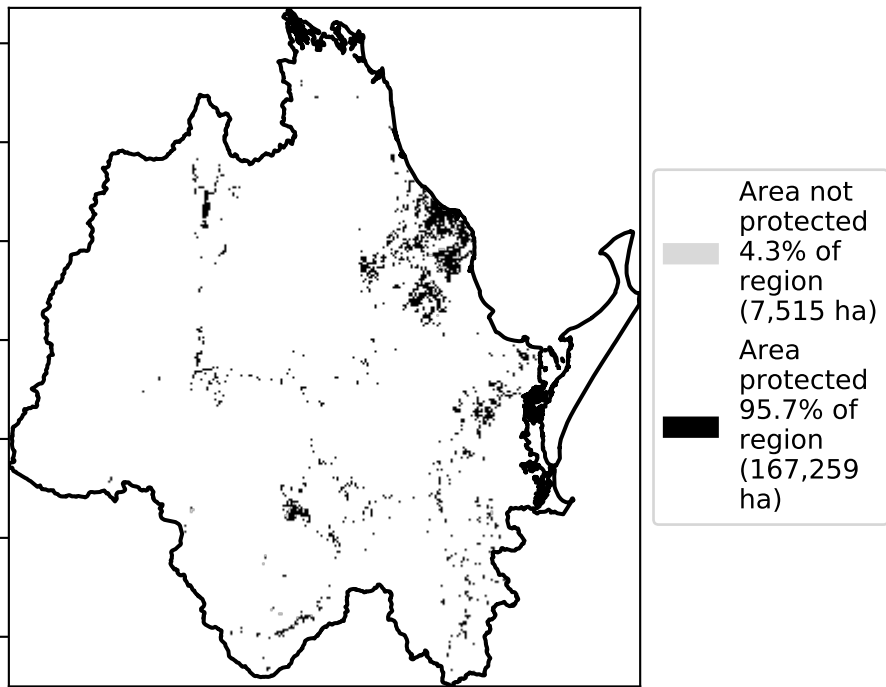 Area not
protected
4.3% of
region
(7,515 ha)
Area
protected
95.7% of
region
(167,259
ha)